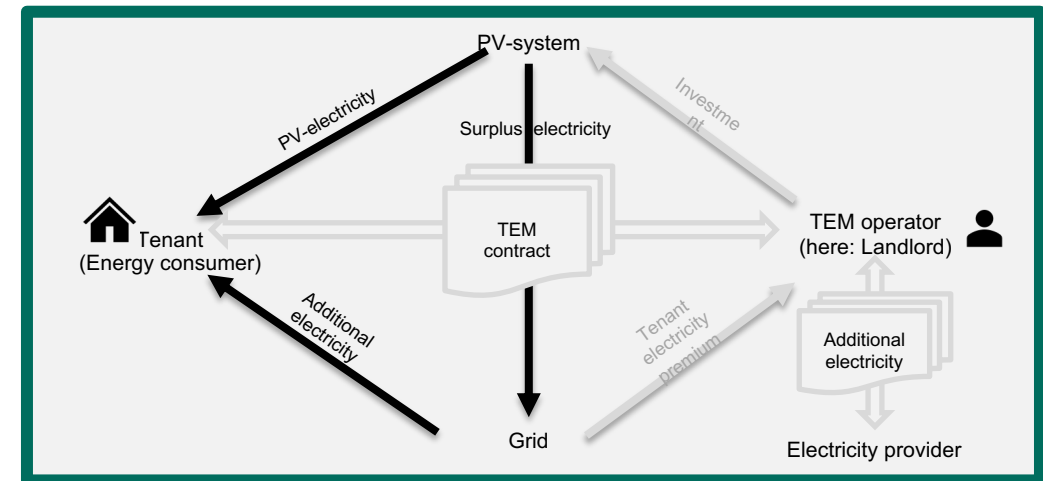 PV-system
Investme
nt
PV-electricity
Surplus electricity
TEM
contract
Tenant
(Energy consumer)
TEM operator
(here: Landlord)
Additional
electricity
Tenant
electricity
premium
Additional
electricity
Grid
Electricity provider